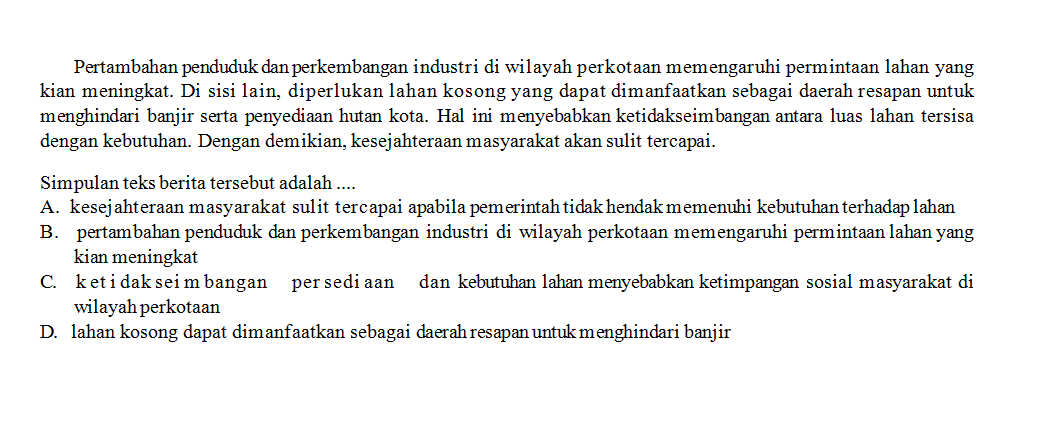 Pertambahan penduduk dan perkembangan industri di wilayah perkotaan memengaruhi permintaan lahan yang
kian meningkat. Di sisi lain, diperlukan lahan kosong yang dapat dimanfaatkan sebagai daerah resapan untuk
menghindari banjir serta penyediaan hutan kota. Hal ini menyebabkan ketidakseimbangan antara luas lahan tersisa
dengan kebutuhan. Dengan demikian, kesejahteraan masyarakat akan sulit tercapai.
Simpulan teks berita tersebut adalah ....
A. kesejahteraan masyarakat sulit tercapai apabila pemerintah tidak hendak memenuhi kebutuhan terhadap lahan
B. pertambahan penduduk dan perkembangan industri di wilayah perkotaan memengaruhi permintaan lahan yang
kian meningkat
C. ketidakseimbangan persediaan dan kebutuhan lahan menyebabkan ketimpangan sosial masyarakat di
wilayah perkotaan
D. lahan kosong dapat dimanfaatkan sebagai daerah resapan untuk menghindari banjir